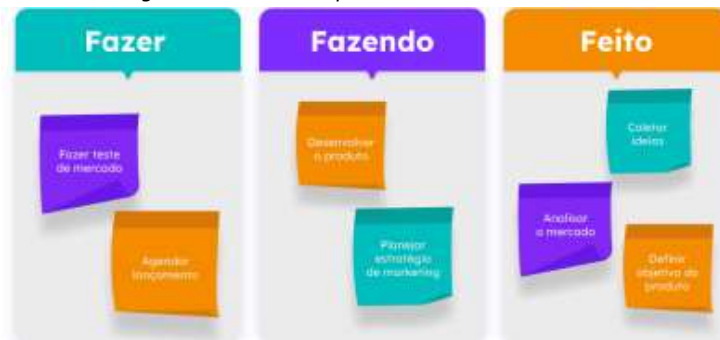 Fazer
Fazer teste
de mercado
Agendar
lançamento
Fazendo
Desenvolver
o produto
Planejar
estratégia
de marketing
Feito
Coletar
ideias
Analisar
o mercado
Definir
objetivo do
produto